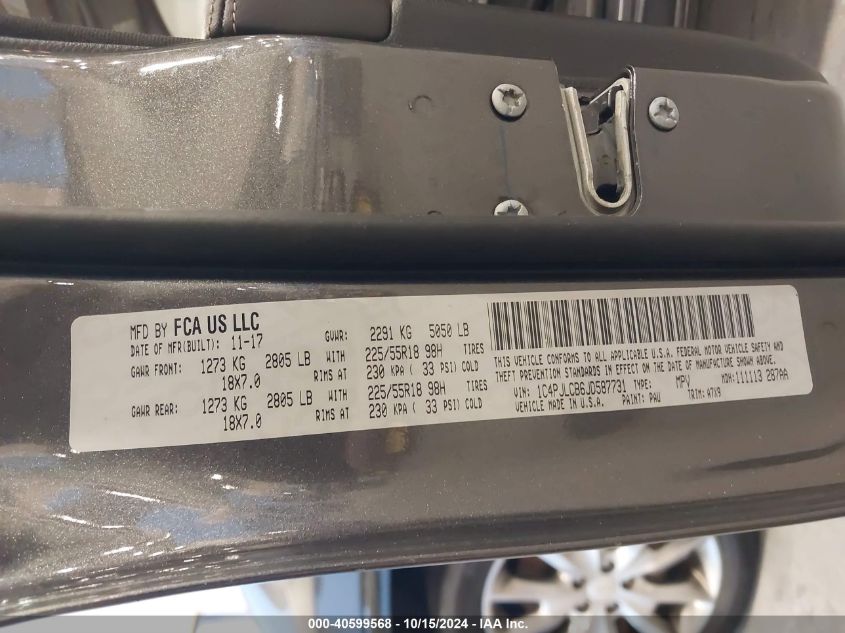 MFD BY FCA US LLC
DATE OF MFR(BUILT): 11-17 GVWR: 2291 KG 5050 LB
GAWR FRONT: 1273 KG 2805 LB WITH 225/55R18 98H TIRES
18X7.0 RIMS AT 230 KPA ( 33 PSI) COLD
GAWR REAR: 1273 KG 2805 LB WITH 225/55R18 98H TIRES
18X7.0 RIMS AT 230 KPA ( 33 PSI) COLD
THIS VEHICLE CONFORMS TO ALL APPLICABLE U.S.A. FEDERAL MOTOR VEHICLE SAFETY AND
THEFT PREVENTION STANDARDS IN EFFECT ON THE DATE OF MANUFACTURE SHOWN ABOVE.
VIN: 1C4PJLCB6JD587731 TYPE: MPV MDH: 111113 287AA
VEHICLE MADE IN U.S.A. PAINT: PAU TRIM: A7X9
000-40599568 - 10/15/2024 - IAA Inc.